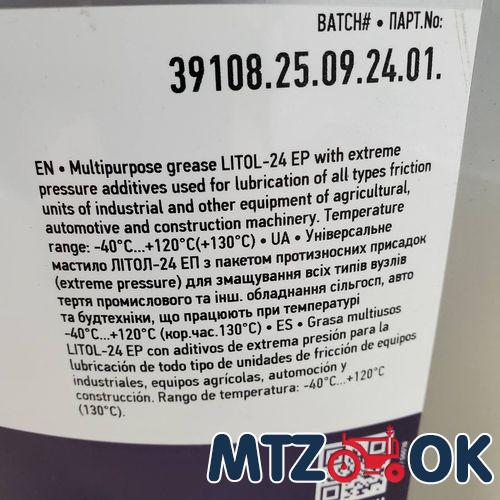 BATCH# • ПАРТ.No:
39108.25.09.24.01.
EN • Multipurpose grease LITOL-24 EP with extreme
pressure additives used for lubrication of all types friction
units of industrial and other equipment of agricultural,
automotive and construction machinery. Temperature
range: -40°C...+120°C(+130°C) • UA • Універсальне
мастило ЛІТОЛ-24 ЕП з пакетом протизносних присадок
(extreme pressure) для змащування всіх типів вузлів
тертя промислового та інш. обладнання сільгосп, авто
та будтехніки, що працюють при температурі
-40°C...+120°C (кор.час.130°C) • ES • Grasa multiusos
LITOL-24 EP con aditivos de extrema presión para la
lubricación de todo tipo de unidades de fricción de equipos
industriales, equipos agrícolas, automoción y
construcción. Rango de temperatura: -40°C...+120°C
(130°C).
MTZ OK